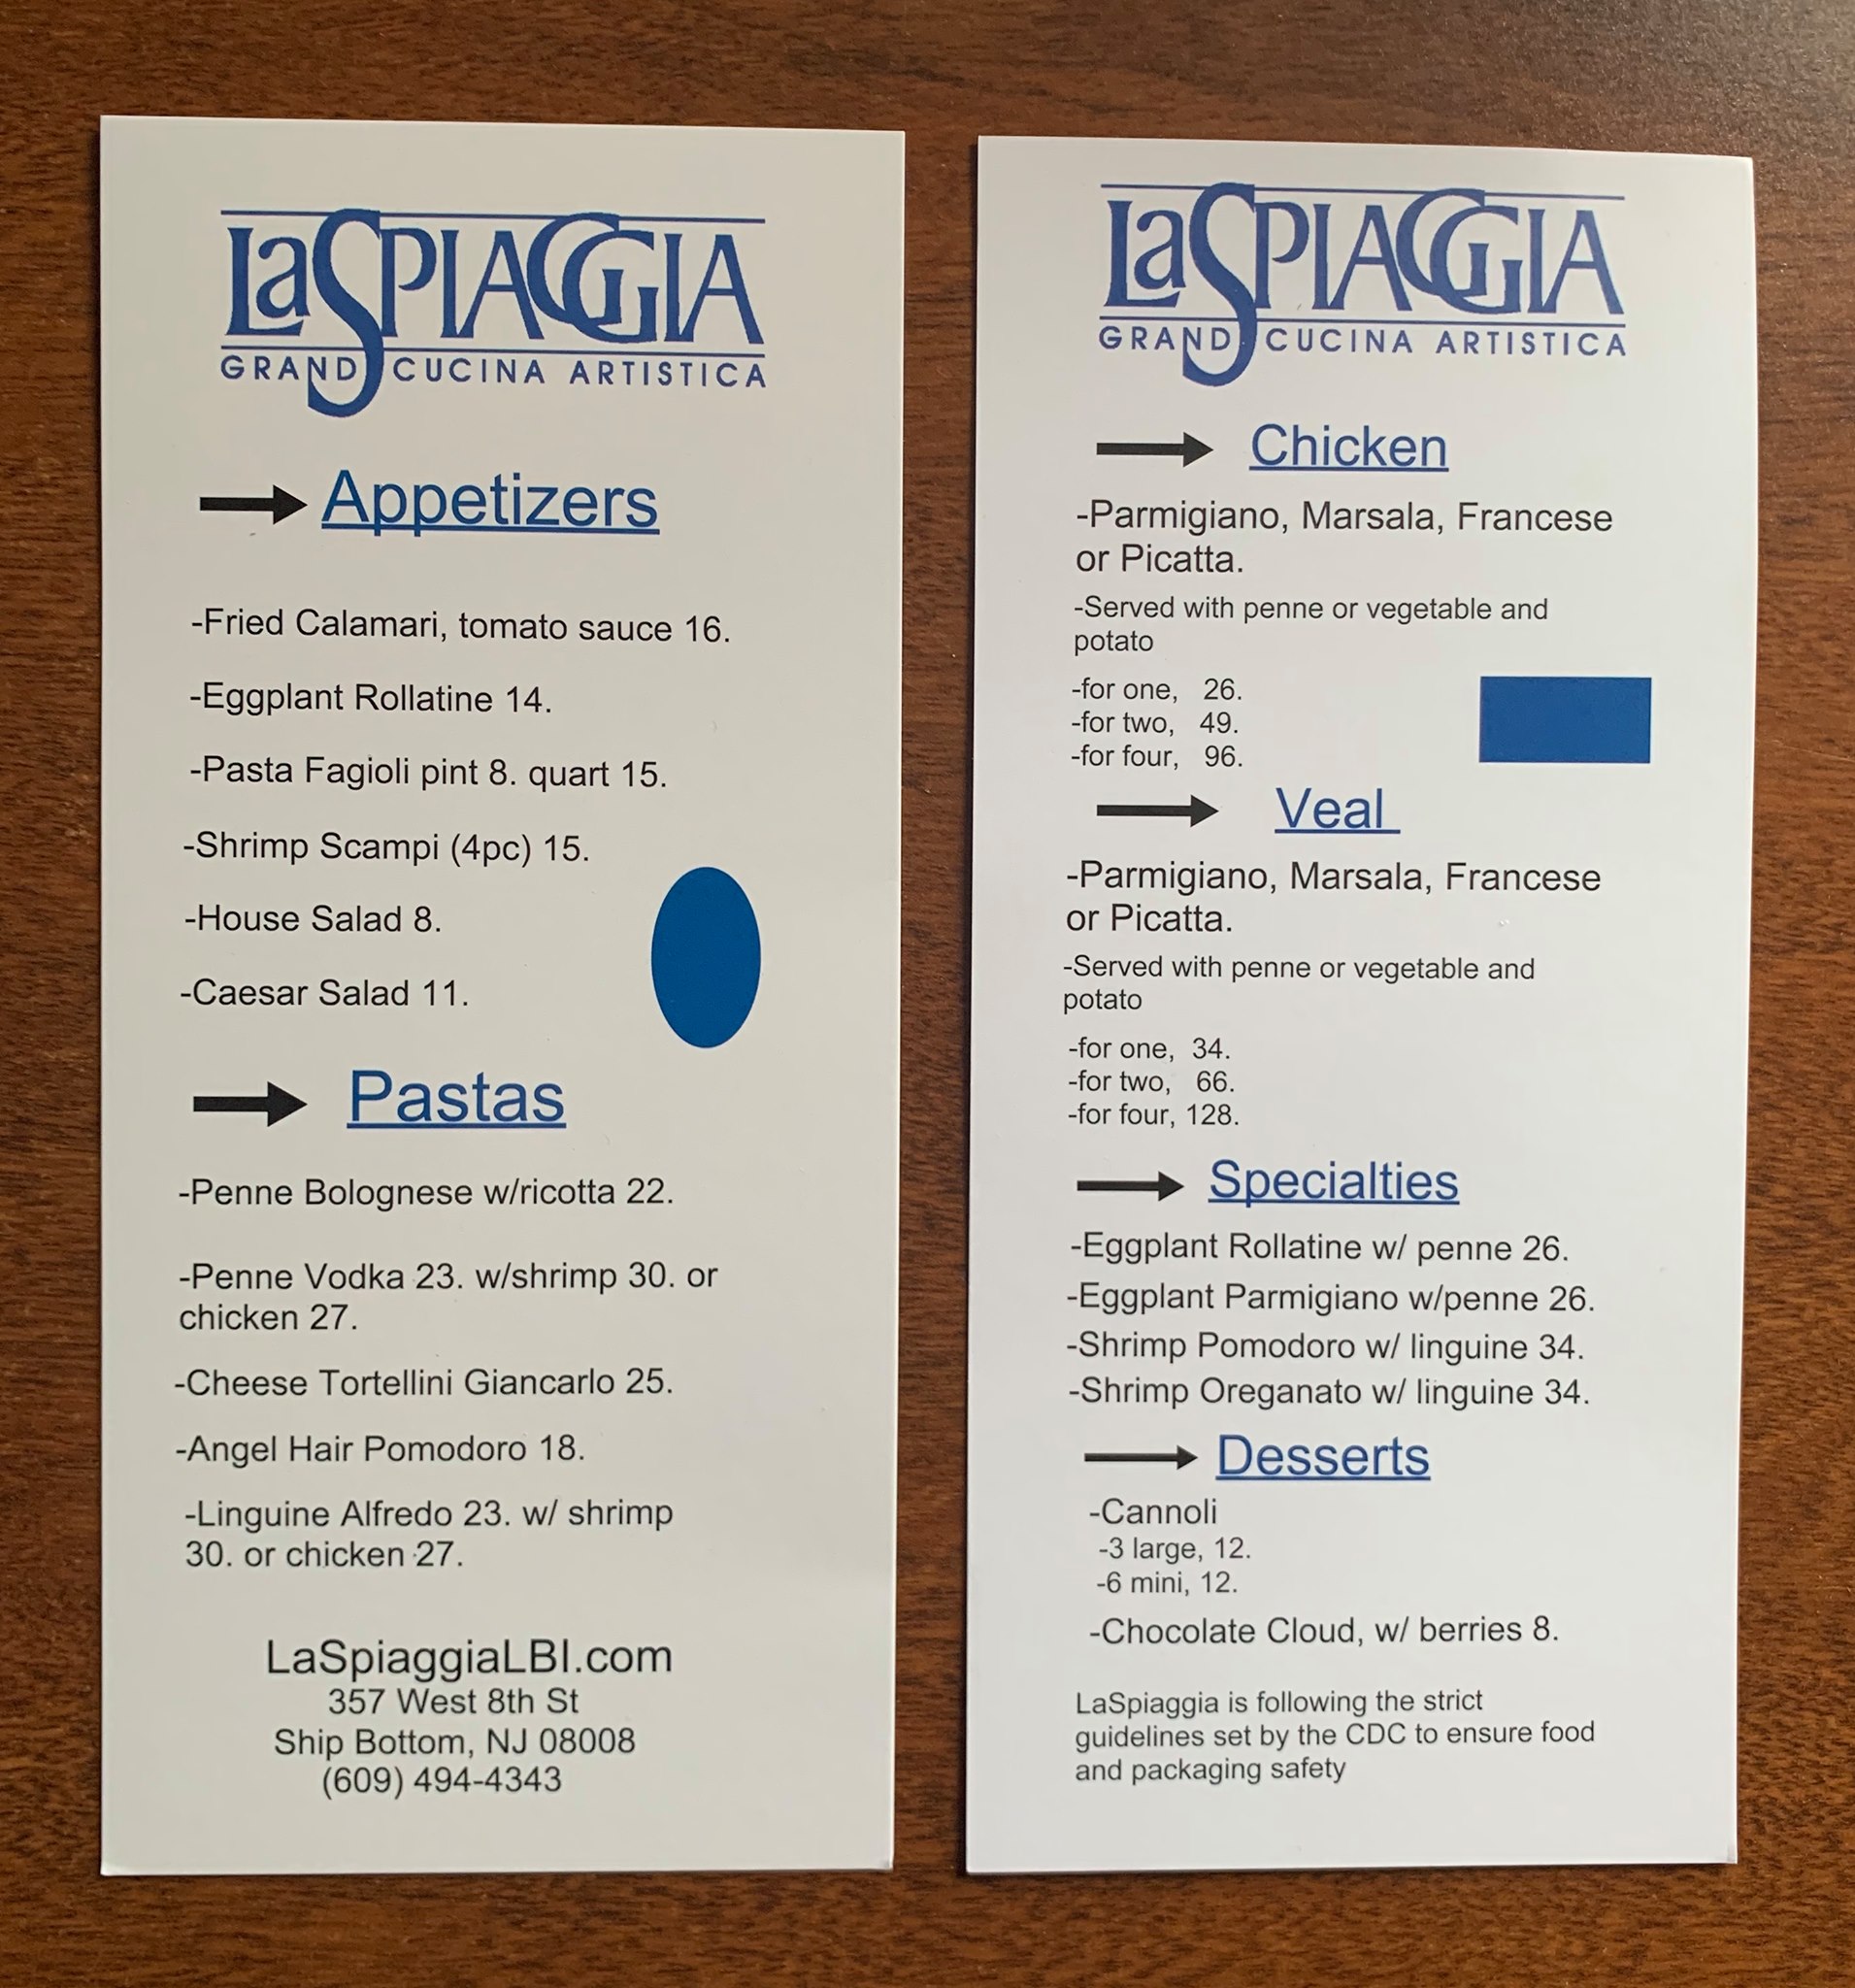 LaSPIAGGIA
GRAND CUCINA ARTISTICA
Appetizers
-Fried Calamari, tomato sauce 16.
-Eggplant Rollatine 14.
-Pasta Fagioli pint 8. quart 15.
-Shrimp Scampi (4pc) 15.
-House Salad 8.
-Caesar Salad 11.
Pastas
-Penne Bolognese w/ricotta 22.
-Penne Vodka 23. w/shrimp 30. or
chicken 27.
-Cheese Tortellini Giancarlo 25.
-Angel Hair Pomodoro 18.
-Linguine Alfredo 23. w/ shrimp
30. or chicken 27.
LaSpiaggiaLBI.com
357 West 8th St
Ship Bottom, NJ 08008
(609) 494-4343
LaSPIAGGIA
GRAND CUCINA ARTISTICA
Chicken
-Parmigiano, Marsala, Francese
or Picatta.
-Served with penne or vegetable and
potato
-for one, 26.
-for two, 49.
-for four, 96.
Veal
-Parmigiano, Marsala, Francese
or Picatta.
-Served with penne or vegetable and
potato
-for one, 34.
-for two, 66.
-for four, 128.
Specialties
-Eggplant Rollatine w/ penne 26.
-Eggplant Parmigiano w/penne 26.
-Shrimp Pomodoro w/ linguine 34.
-Shrimp Oreganato w/ linguine 34.
Desserts
-Cannoli
-3 large, 12.
-6 mini, 12.
-Chocolate Cloud, w/ berries 8.
LaSpiaggia is following the strict
guidelines set by the CDC to ensure food
and packaging safety